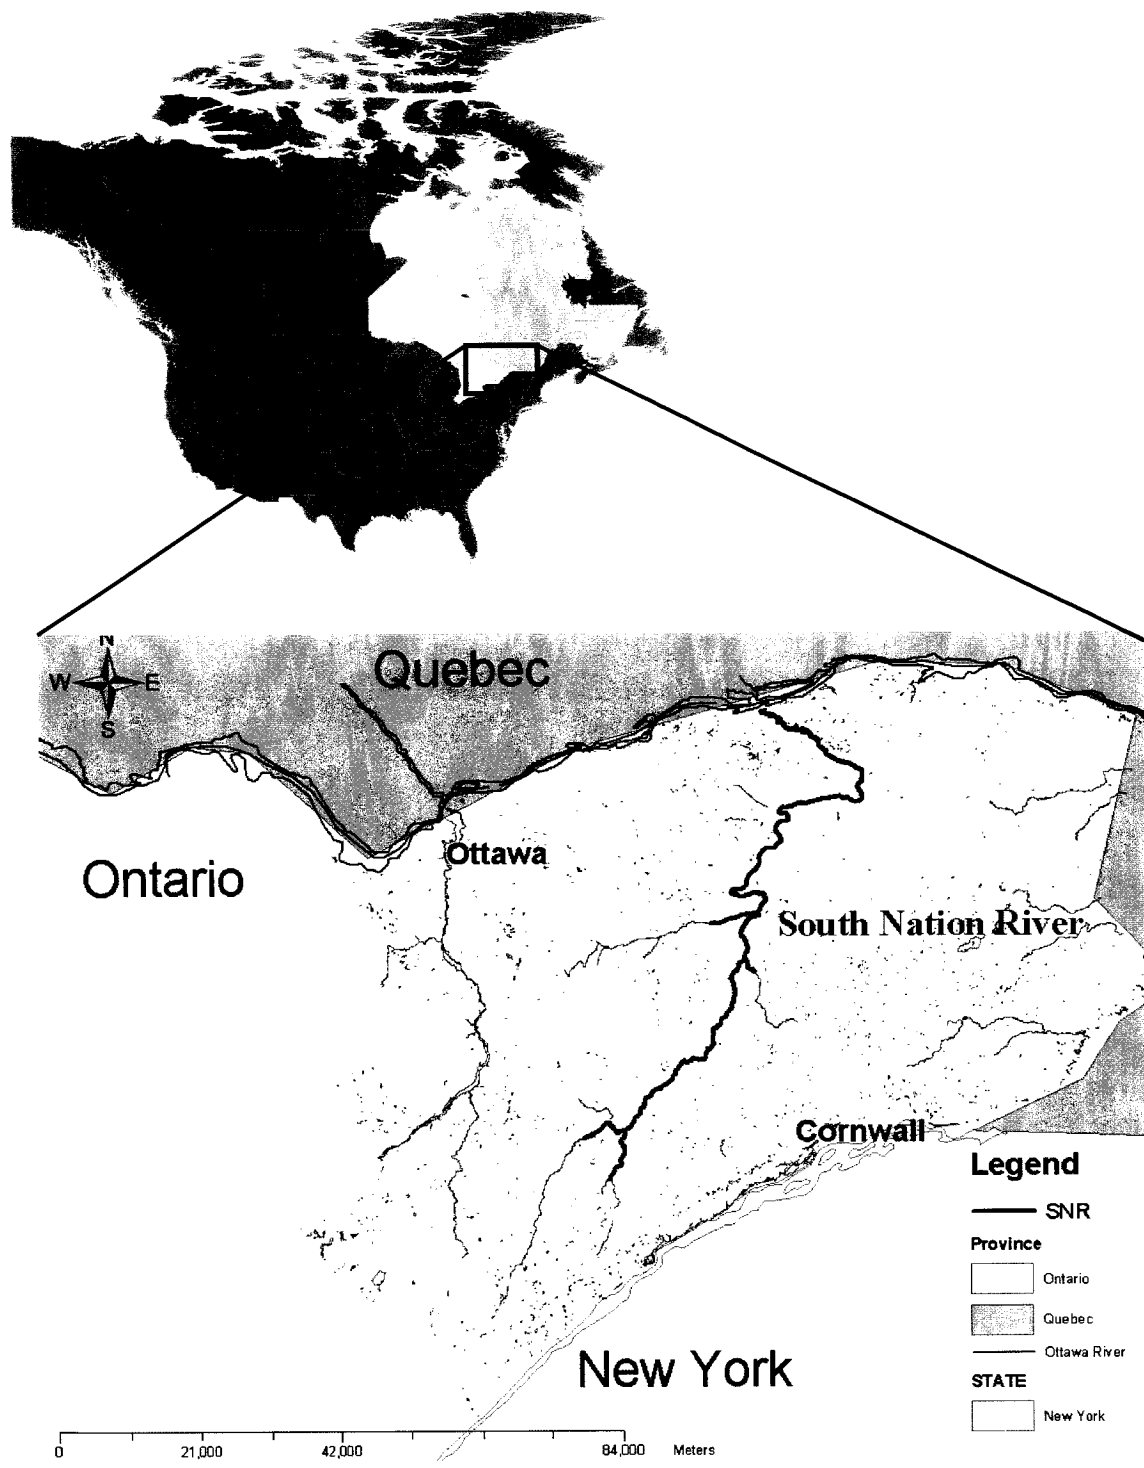 N
Quebec
W E
S
Ottawa
Ontario
South Nation River
Cornwall
Legend
SNR
Province
Ontario
Quebec
Ottawa River
STATE
New York
New York
0 21,000 42,000 84,000 Meters